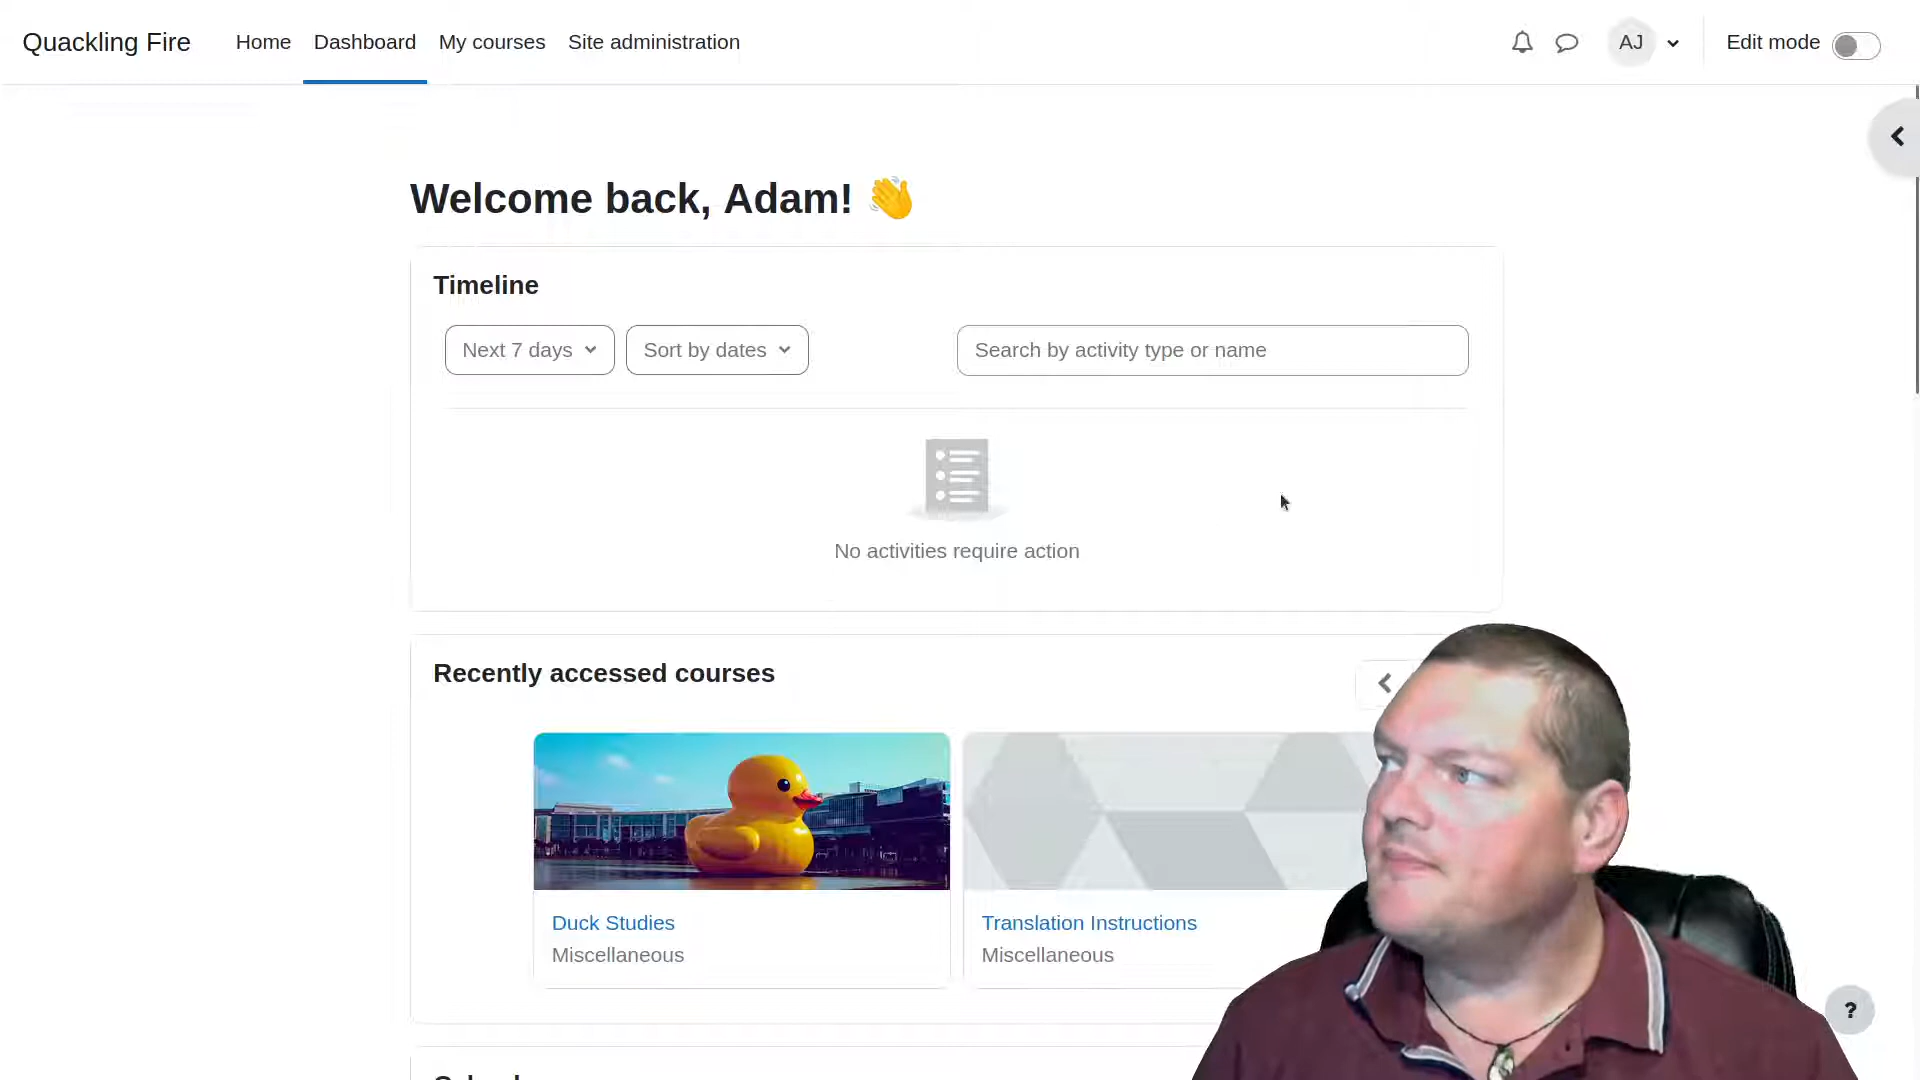 Quackling Fire
Home
Dashboard
My courses
Site administration
AJ
Edit mode
Welcome back, Adam! 👋
Timeline
Next 7 days
Sort by dates
Search by activity type or name
No activities require action
Recently accessed courses
Duck Studies
Miscellaneous
Translation Instructions
Miscellaneous
?